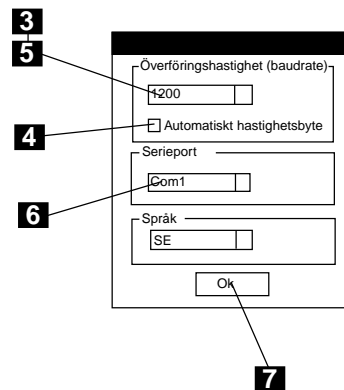 3
5
Överföringshastighet (baudrate)
1200
4
Automatiskt hastighetsbyte
Serieport
Com1
6
Språk
SE
Ok
7